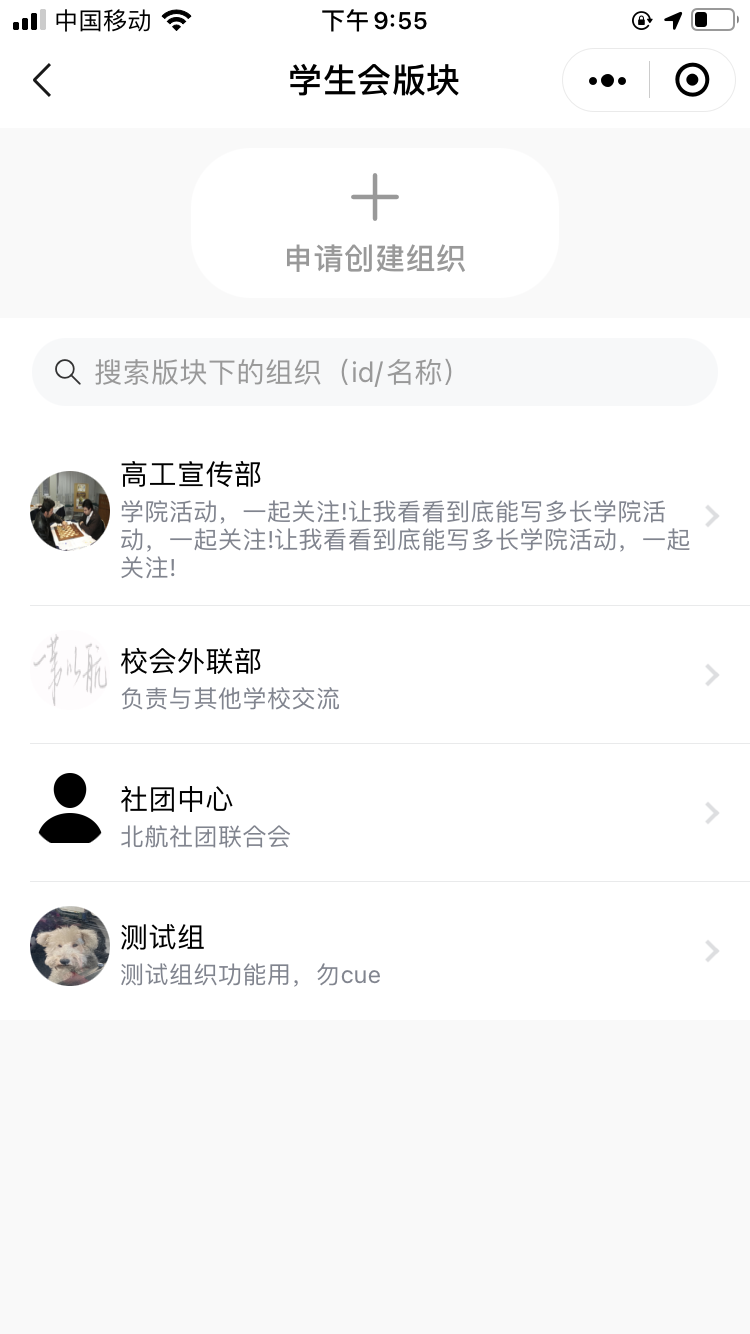 中国移动 下午9:55
学生会版块
申请创建组织
搜索版块下的组织（id/名称）
高工宣传部
学院活动，一起关注!让我看看到底能写多长学院活
动，一起关注!让我看看到底能写多长学院活动，一起
关注!
校会外联部
负责与其他学校交流
社团中心
北航社团联合会
测试组
测试组织功能用，勿cue